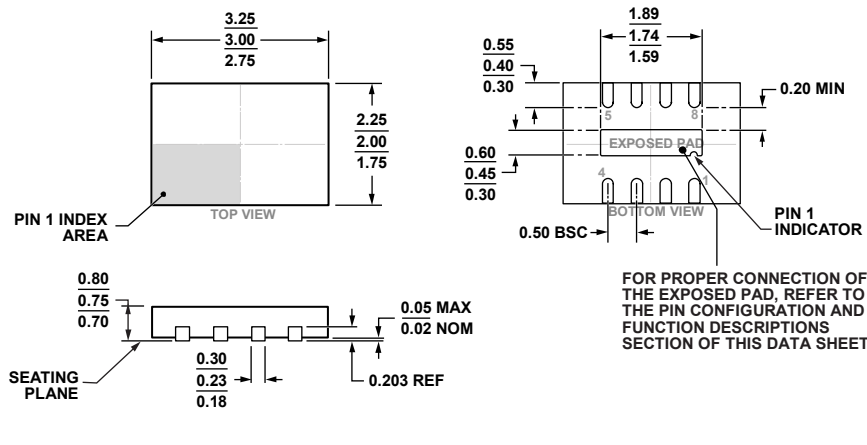 3.25
3.00
2.75
2.25
2.00
1.75
PIN 1 INDEX
AREA
TOP VIEW
1.89
1.74
1.59
0.55
0.40
0.30
0.20 MIN
5
8
EXPOSED PAD
0.60
0.45
0.30
4
1
BOTTOM VIEW
0.50 BSC
PIN 1
INDICATOR
FOR PROPER CONNECTION OF
THE EXPOSED PAD, REFER TO
THE PIN CONFIGURATION AND
FUNCTION DESCRIPTIONS
SECTION OF THIS DATA SHEET
0.80
0.75
0.70
0.05 MAX
0.02 NOM
SEATING
PLANE
0.30
0.23
0.18
0.203 REF